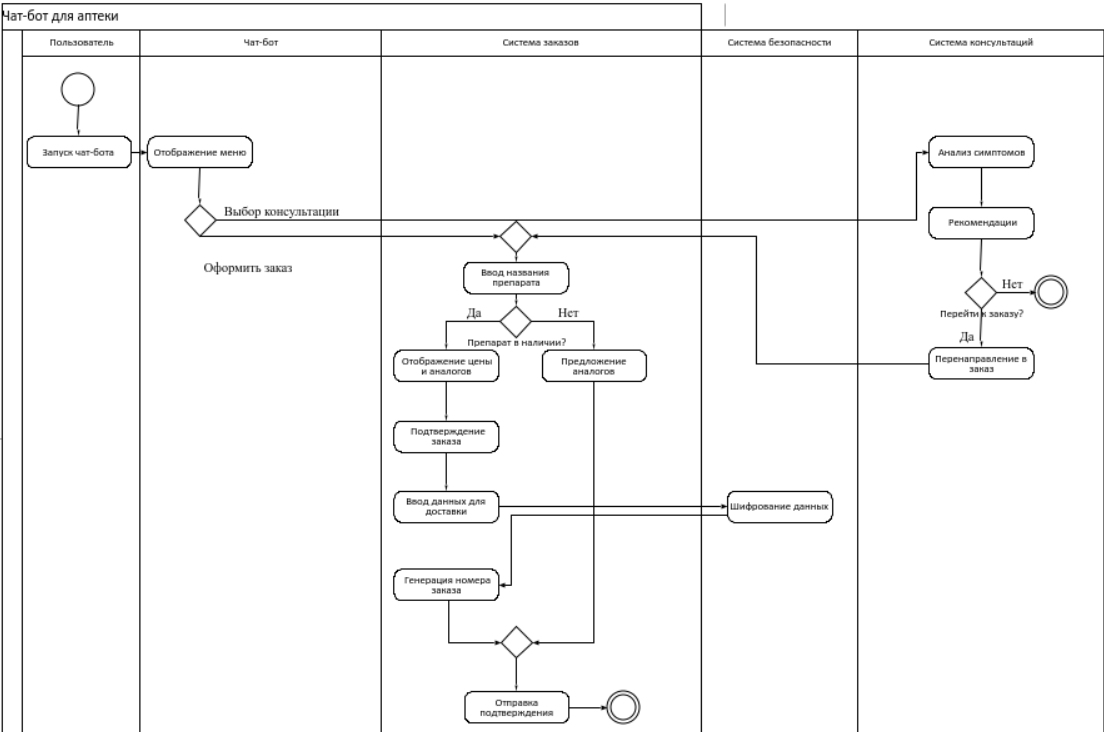 Чат-бот для аптеки
Пользователь
Чат-бот
Система заказов
Система безопасности
Система консультаций
Запуск чат-бота
Отображение меню
Анализ симптомов
Выбор консультации
Рекомендации
Оформить заказ
Ввод названия
препарата
Нет
Перейти к заказу?
Да
Да
Нет
Препарат в наличии?
Отображение цены
и аналогов
Предложение
аналогов
Перенаправление в
заказ
Подтверждение
заказа
Ввод данных для
доставки
Шифрование данных
Генерация номера
заказа
Отправка
подтверждения